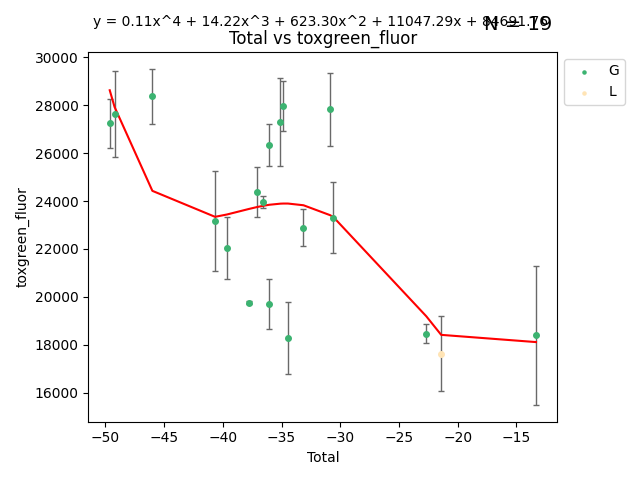 y = 0.11x^4 + 14.22x^3 + 623.30x^2 + 11047.29x + 84691.76
N = 19
Total vs toxgreen_fluor
G
L
30000
28000
26000
24000
22000
20000
18000
16000
toxgreen_fluor
−50 −45 −40 −35 −30 −25 −20 −15
Total